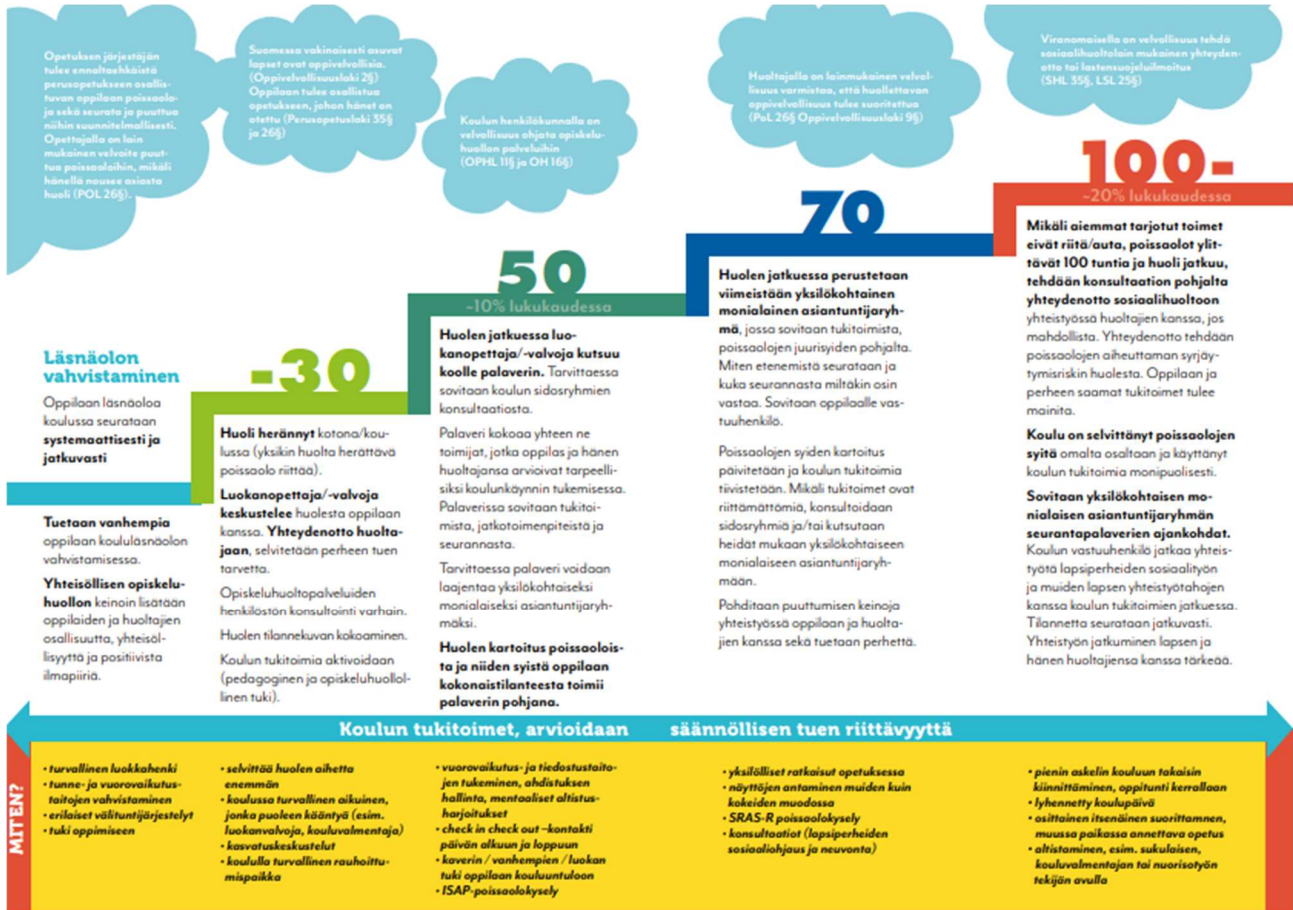 Opetuksen järjestäjän
tulee ennaltaehkäistä
perusopetukseen osallis-
tuvan oppilaan poissaolo-
ja sekä seurata ja puuttua
niihin suunnitelmallisesti.
Opettajalla on lain
mukainen velvoite puut-
tua poissaoloihin, mikäli
hänellä nousee asiasta
huoli (POL 26§).
Suomessa vakinaisesti asuvat
lapset ovat oppivelvollisia.
(Oppivelvollisuuslaki 2§)
Oppilaan tulee osallistua
opetukseen, johon hänet on
otettu (Perusopetuslaki 35§
ja 26§)
Koulun henkilökunnalla on
velvollisuus ohjata opiskelu-
huollon palveluihin
(OPHL 11§ ja OH 16§)
Huoltajalla on lainmukainen velvol-
lisuus varmistaa, että huollettavan
oppivelvollisuus tulee suoritettua
(PoL 26§ Oppivelvollisuuslaki 9§)
Viranomaisella on velvollisuus tehdä
sosiaalihuoltolain mukainen yhteyden-
otto tai lastensuojeluilmoitus
(SHL 35§, LSL 25§)
Läsnäolon
vahvistaminen
Oppilaan läsnäoloa
koulussa seurataan
systemaattisesti ja
jatkuvasti
Tuetaan vanhempia
oppilaan koululäsnäolon
vahvistamisessa.
Yhteisöllisen opiskelu-
huollon keinoin lisätään
oppilaiden ja huoltajien
osallisuutta, yhteisöl-
lisyyttä ja positiivista
ilmapiiriä.
-30
Huoli herännyt kotona/kou-
lussa (yksikin huolta herättävä
poissaolo riittää).
Luokanopettaja/-valvoja
keskustelee huolesta oppilaan
kanssa. Yhteydenotto huolta-
jaan, selvitetään perheen tuen
tarvetta.
Opiskeluhuoltopalveluiden
henkilöstön konsultointi varhain.
Huolen tilannekuvan kokoaminen.
Koulun tukitoimia aktivoidaan
(pedagoginen ja opiskeluhuollol-
linen tuki).
50
~10% lukukaudessa
Huolen jatkuessa luo-
kanopettaja/-valvoja kutsuu
koolle palaverin. Tarvittaessa
sovitaan koulun sidosryhmien
konsultaatiosta.
Palaveri kokoaa yhteen ne
toimijat, jotka oppilas ja hänen
huoltajansa arvioivat tarpeelli-
siksi koulunkäynnin tukemisessa.
Palaverissa sovitaan tukitoi-
mista, jatkotoimenpiteistä ja
seurannasta.
Tarvittaessa palaveri voidaan
laajentaa yksilökohtaiseksi
monialaiseksi asiantuntijaryh-
mäksi.
Huolen kartoitus poissaolois-
ta ja niiden syistä oppilaan
kokonaistilanteesta toimii
palaverin pohjana.
70
Huolen jatkuessa perustetaan
viimeistään yksilökohtainen
monialainen asiantuntijaryh-
mä, jossa sovitaan tukitoimista,
poissaolojen juurisyiden pohjalta.
Miten etenemistä seurataan ja
kuka seurannasta miltäkin osin
vastaa. Sovitaan oppilaalle vas-
tuuhenkilö.
Poissaolojen syiden kartoitus
päivitetään ja koulun tukitoimia
tiivistetään. Mikäli tukitoimet ovat
riittämättömiä, konsultoidaan
sidosryhmiä ja/tai kutsutaan
heidät mukaan yksilökohtaiseen
monialaiseen asiantuntijaryh-
mään.
Pohditaan puuttumisen keinoja
yhteistyössä oppilaan ja huolta-
jien kanssa sekä tuetaan perhettä.
100-
~20% lukukaudessa
Mikäli aiemmat tarjotut toimet
eivät riitä/auta, poissaolot ylit-
tävät 100 tuntia ja huoli jatkuu,
tehdään konsultaation pohjalta
yhteydenotto sosiaalihuoltoon
yhteistyössä huoltajien kanssa, jos
mahdollista. Yhteydenotto tehdään
poissaolojen aiheuttaman syrjäy-
tymisriskin huolesta. Oppilaan ja
perheen saamat tukitoimet tulee
mainita.
Koulu on selvittänyt poissaolojen
syitä omalta osaltaan ja käyttänyt
koulun tukitoimia monipuolisesti.
Sovitaan yksilökohtaisen mo-
nialaisen asiantuntijaryhmän
seurantapalaverien ajankohdat.
Koulun vastuuhenkilö jatkaa yhteis-
työtä lapsiperheiden sosiaalityön
ja muiden lapsen yhteistyötahojen
kanssa koulun tukitoimien jatkuessa.
Tilannetta seurataan jatkuvasti.
Yhteistyön jatkuminen lapsen ja
hänen huoltajiensa kanssa tärkeää.
Koulun tukitoimet, arvioidaan säännöllisen tuen riittävyyttä
MITEN?
• turvallinen luokkahenki
• tunne- ja vuorovaikutus-
taitojen vahvistaminen
• erilaiset välituntijärjestelyt
• tuki oppimiseen
• selvittää huolen aihetta
enemmän
• koulussa turvallinen aikuinen,
jonka puoleen kääntyä (esim.
luokanvalvoja, kouluvalmentaja)
• kasvatuskeskustelut
• koululla turvallinen rauhoittu-
mispaikka
• vuorovaikutus- ja tiedostustaito-
jen tukeminen, ahdistuksen
hallinta, mentaaliset altistus-
harjoitukset
• check in check out –kontakti
päivän alkuun ja loppuun
• kaverin / vanhempien / luokan
tuki oppilaan kouluuntuloon
• ISAP-poissaolokysely
• yksilölliset ratkaisut opetuksessa
• näyttöjen antaminen muiden kuin
kokeiden muodossa
• SRAS-R poissaolokysely
• konsultaatiot (lapsiperheiden
sosiaaliohjaus ja neuvonta)
• pienin askelin kouluun takaisin
kiinnittäminen, oppitunti kerrallaan
• lyhennetty koulupäivä
• osittainen itsenäinen suorittamnen,
muussa paikassa annettava opetus
• altistaminen, esim. sukulaisen,
kouluvalmentajan tai nuorisotyön
tekijän avulla